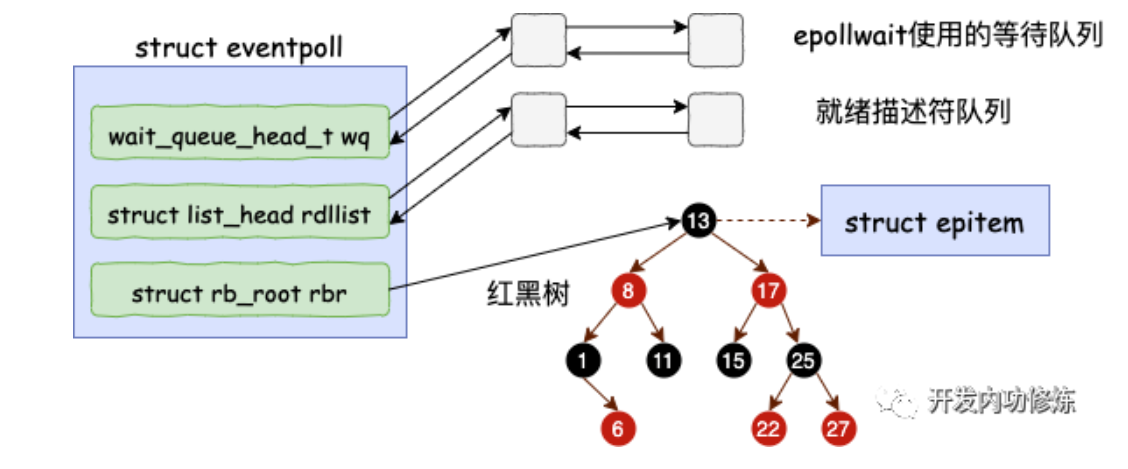 struct eventpoll
epollwait使用的等待队列
wait_queue_head_t wq
就绪描述符队列
struct list_head rdllist
13
struct epitem
struct rb_root rbr
红黑树
8
17
1
11
15
25
6
22
27
开发内功修炼